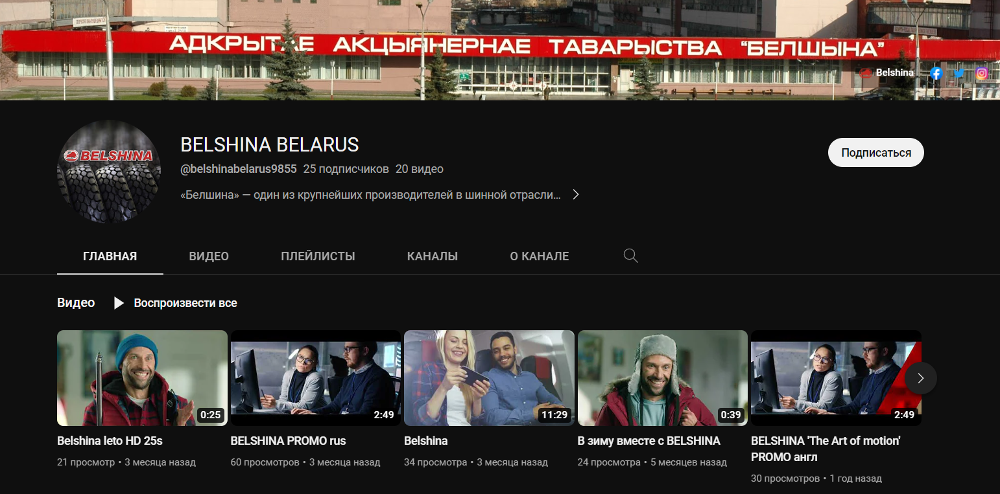 АДКРЫТАЕ АКЦЫЯНЕРНАЕ ТАВАРЫСТВА “БЕЛШЫНА”
Belshina
BELSHINA
BELSHINA BELARUS
@belshinabelarus9855 25 подписчиков 20 видео
«Белшина» — один из крупнейших производителей в шинной отрасли...
Подписаться
ГЛАВНАЯ ВИДЕО ПЛЕЙЛИСТЫ КАНАЛЫ О КАНАЛЕ
Видео Воспроизвести все
0:25 2:49 11:29 0:39 2:49
Belshina leto HD 25s
21 просмотр • 3 месяца назад
BELSHINA PROMO rus
60 просмотров • 3 месяца назад
Belshina
34 просмотра • 3 месяца назад
В зиму вместе с BELSHINA
24 просмотра • 5 месяцев назад
BELSHINA 'The Art of motion'
PROMO англ
30 просмотров • 1 год назад